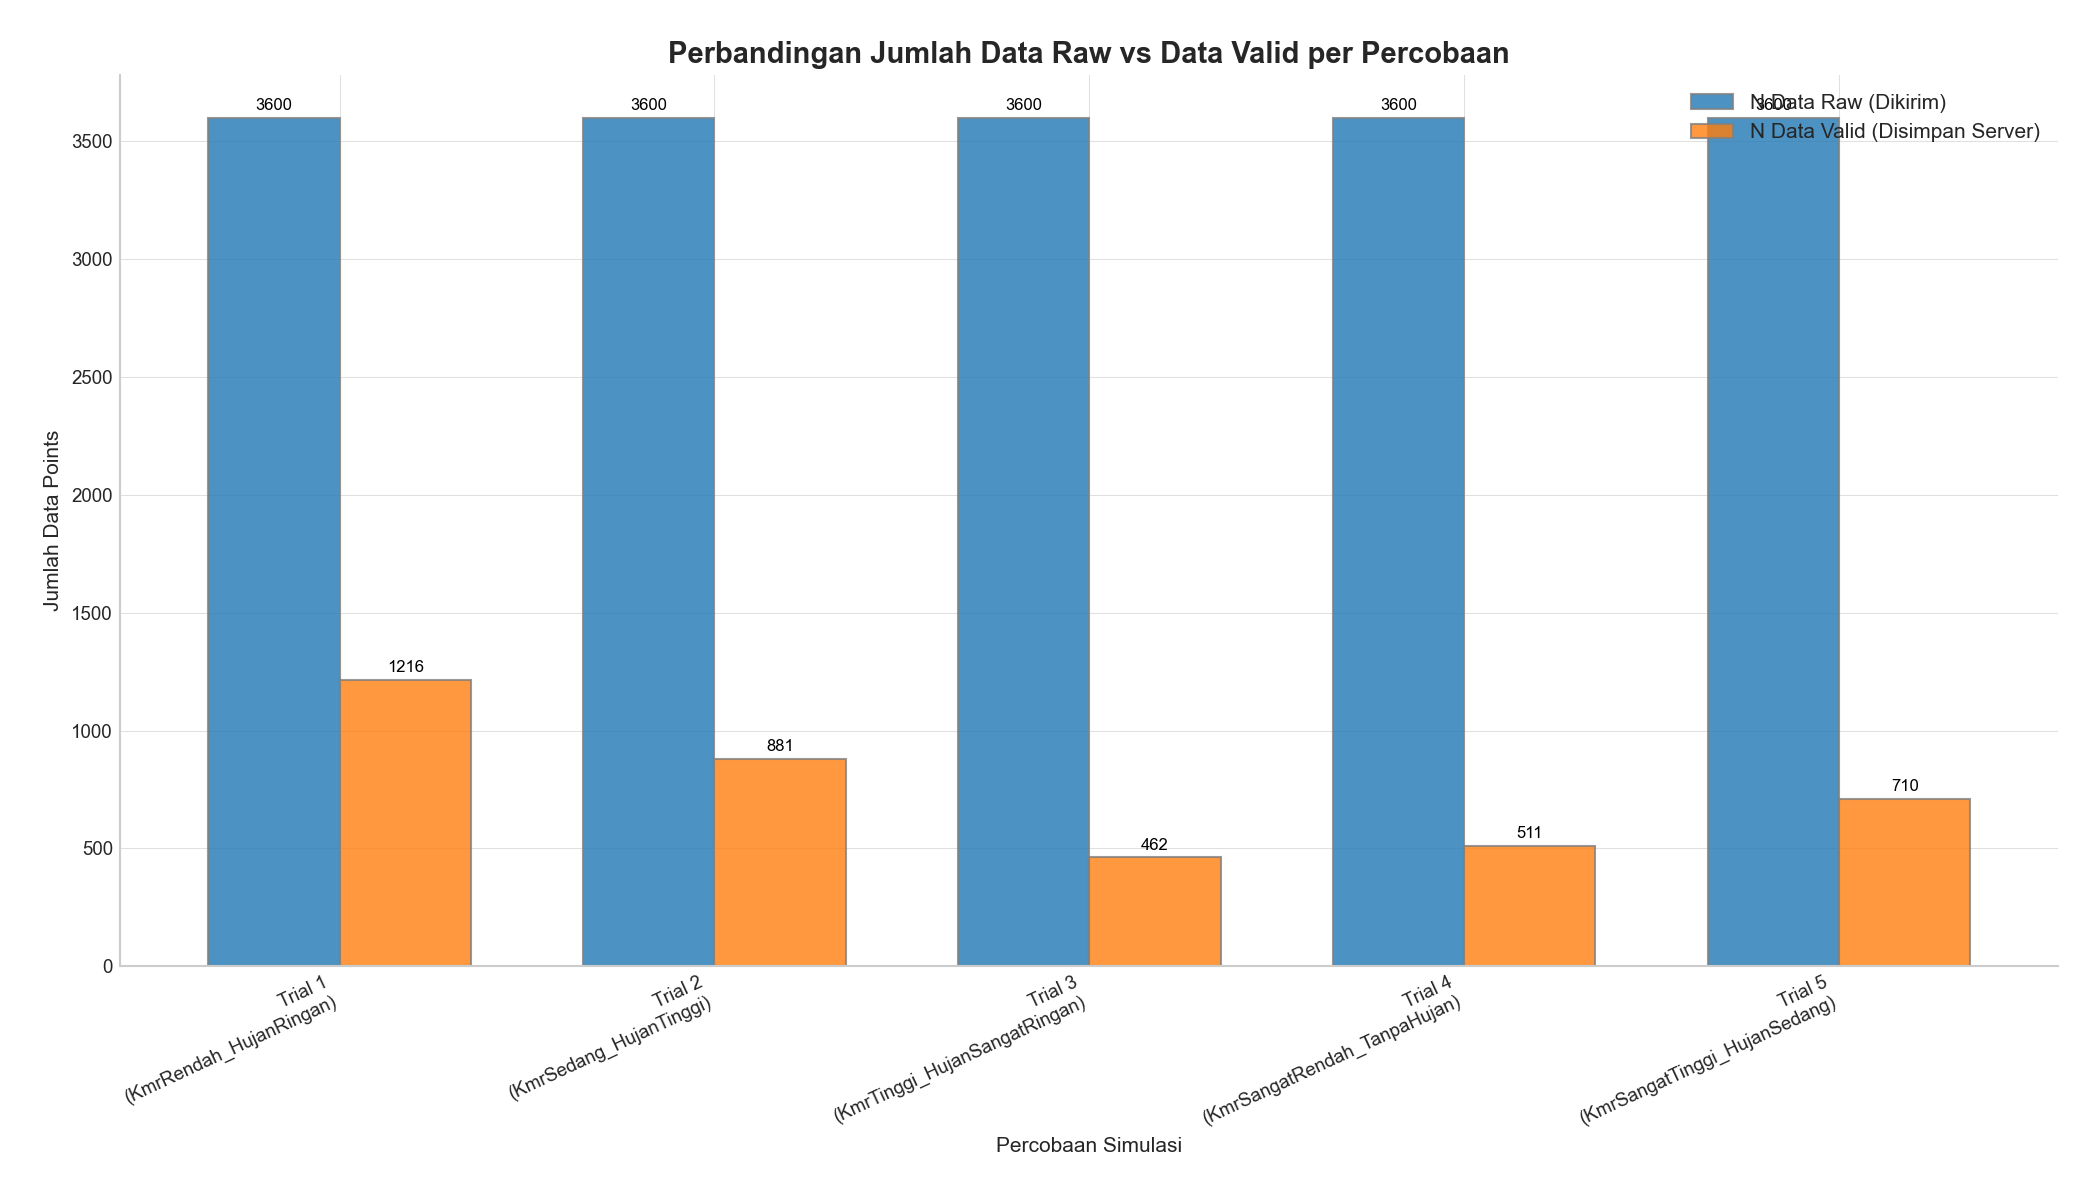 Perbandingan Jumlah Data Raw vs Data Valid per Percobaan
N Data Raw (Dikirim)
N Data Valid (Disimpan Server)
3600
3600
3600
3600
3600
1216
881
462
511
710
Jumlah Data Points
3500
3000
2500
2000
1500
1000
500
0
Trial 1
(KmrRendah_HujanRingan)
Trial 2
(KmrSedang_HujanTinggi)
Trial 3
(KmrTinggi_HujanSangatRingan)
Trial 4
(KmrSangatRendah_TanpaHujan)
Trial 5
(KmrSangatTinggi_HujanSedang)
Percobaan Simulasi